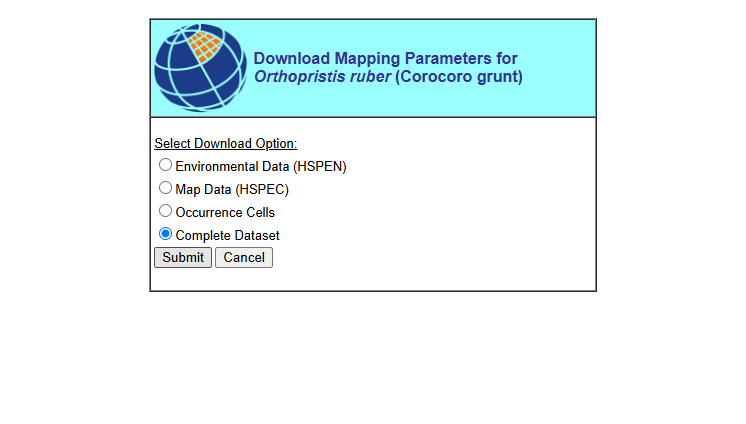 Download Mapping Parameters for
Orthopristis ruber (Corocoro grunt)
Select Download Option:
Environmental Data (HSPEN)
Map Data (HSPEC)
Occurrence Cells
Complete Dataset
Submit Cancel